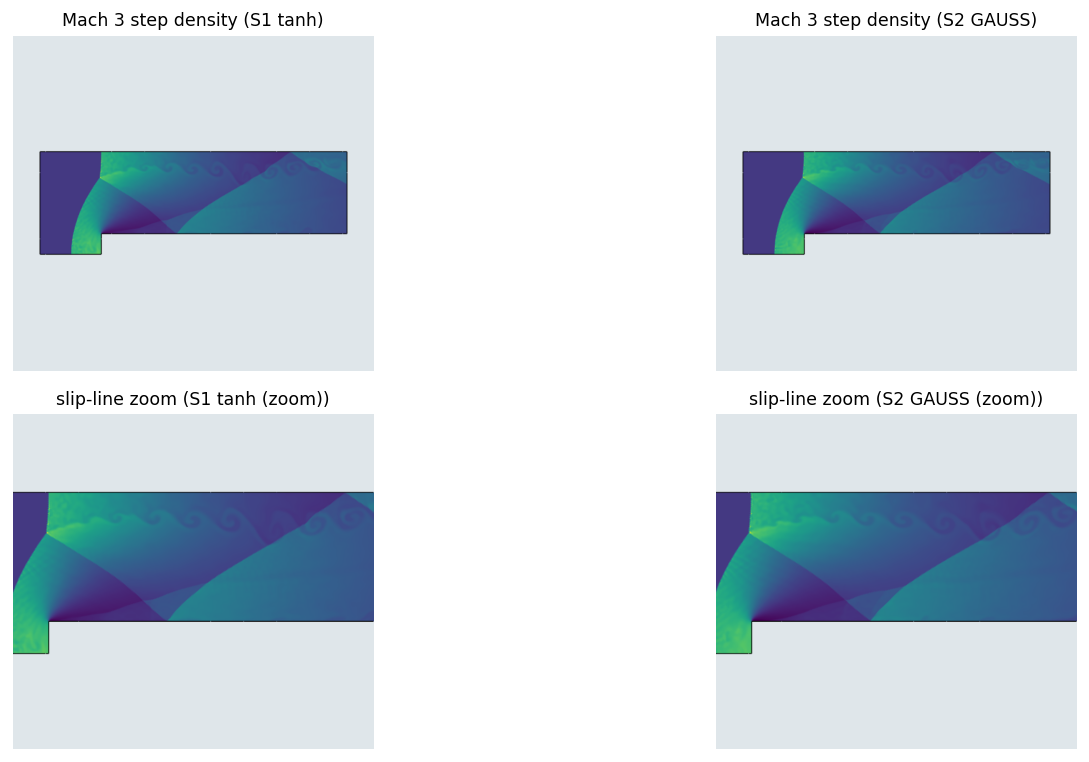 Mach 3 step density (S1 tanh)
Mach 3 step density (S2 GAUSS)
slip-line zoom (S1 tanh (zoom))
slip-line zoom (S2 GAUSS (zoom))